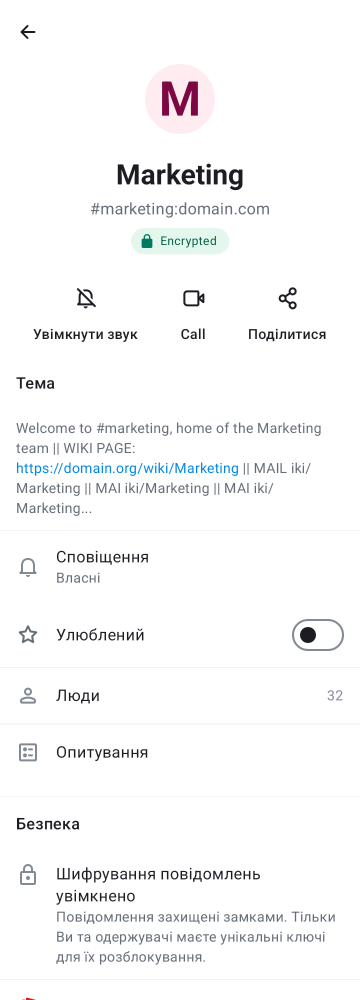 M
Marketing
#marketing:domain.com
Encrypted
Увімкнути звук
Call
Поділитися
Тема
Welcome to #marketing, home of the Marketing
team || WIKI PAGE:
https://domain.org/wiki/Marketing || MAIL iki/
Marketing || MAI iki/Marketing || MAI iki/
Marketing...
Сповіщення
Власні
Улюблений
Люди
32
Опитування
Безпека
Шифрування повідомлень
увімкнено
Повідомлення захищені замками. Тільки
Ви та одержувачі маєте унікальні ключі
для їх розблокування.